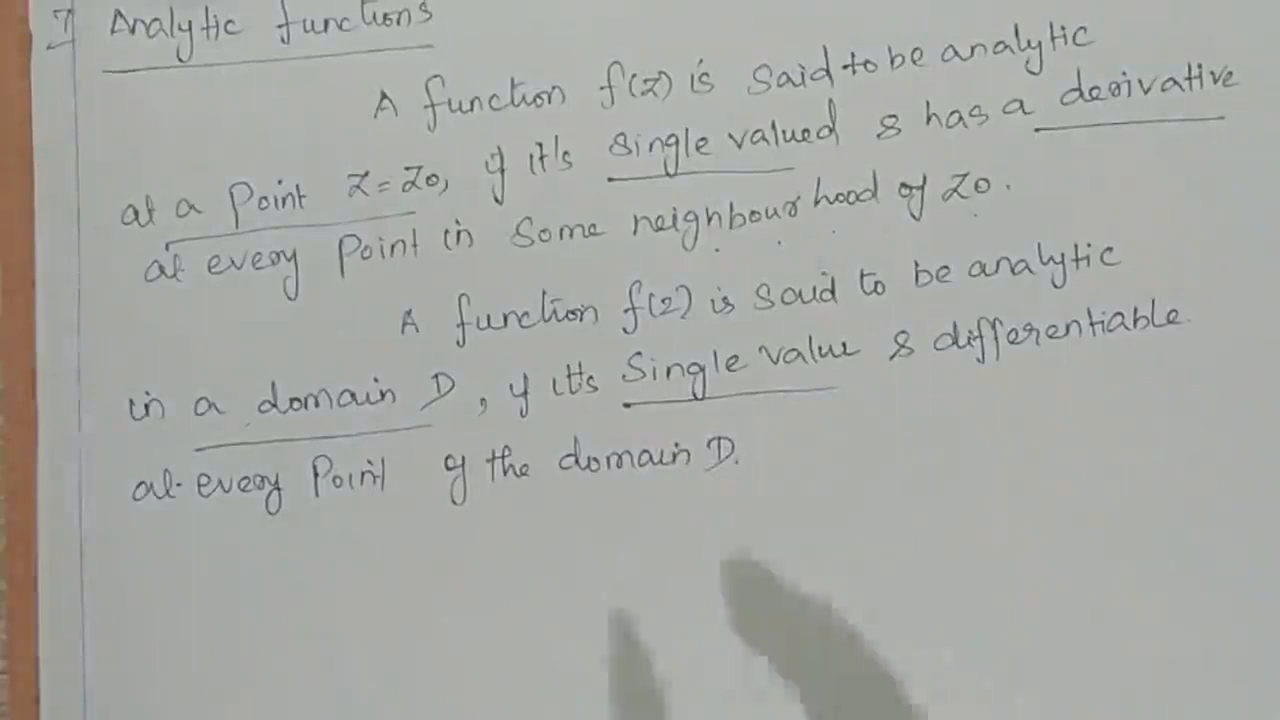 I Analytic functions
A function f(z) is said to be analytic
at a point z=z0, if it's single valued & has a derivative
at every point in some neighbourhood of z0.
A function f(z) is said to be analytic
in a domain D, if it's single value & differentiable
at every point of the domain D.